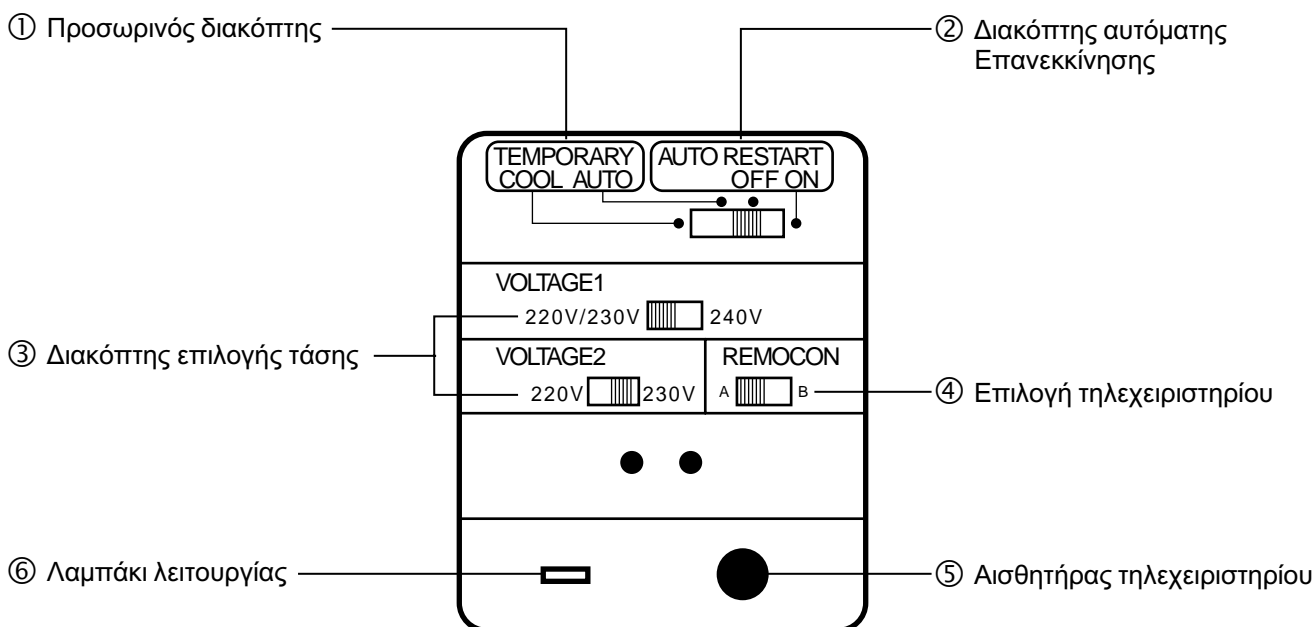 ① Προσωρινός διακόπτης
② Διακόπτης αυτόματης
Επανεκκίνησης
TEMPORARY
COOL AUTO
AUTO RESTART
OFF ON
VOLTAGE1
220V/230V 240V
③ Διακόπτης επιλογής τάσης
VOLTAGE2
220V 230V
REMOCON
A B
④ Επιλογή τηλεχειριστηρίου
⑥ Λαμπάκι λειτουργίας
⑤ Αισθητήρας τηλεχειριστηρίου